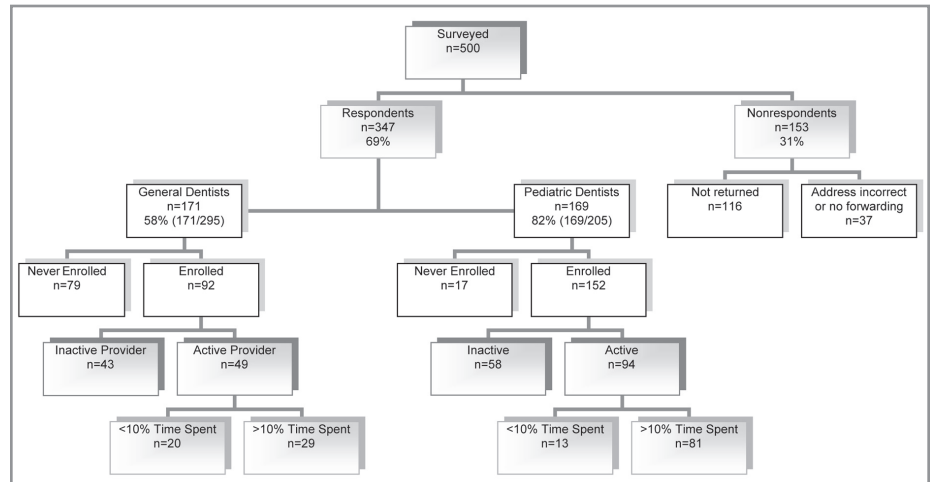 Surveyed
n=500
Respondents
n=347
69%
Nonrespondents
n=153
31%
General Dentists
n=171
58% (171/295)
Pediatric Dentists
n=169
82% (169/205)
Not returned
n=116
Address incorrect
or no forwarding
n=37
Never Enrolled
n=79
Enrolled
n=92
Never Enrolled
n=17
Enrolled
n=152
Inactive Provider
n=43
Active Provider
n=49
Inactive
n=58
Active
n=94
<10% Time Spent
n=20
>10% Time Spent
n=29
<10% Time Spent
n=13
>10% Time Spent
n=81